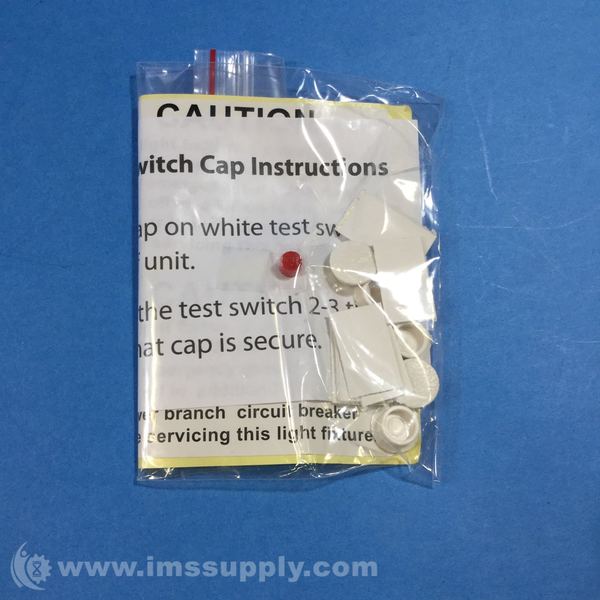 CAUTION
witch Cap Instructions
ap on white test sw
unit.
the test switch 2-3
hat cap is secure.
wer branch circuit breaker
servicing this light fixture
www.imssupply.com